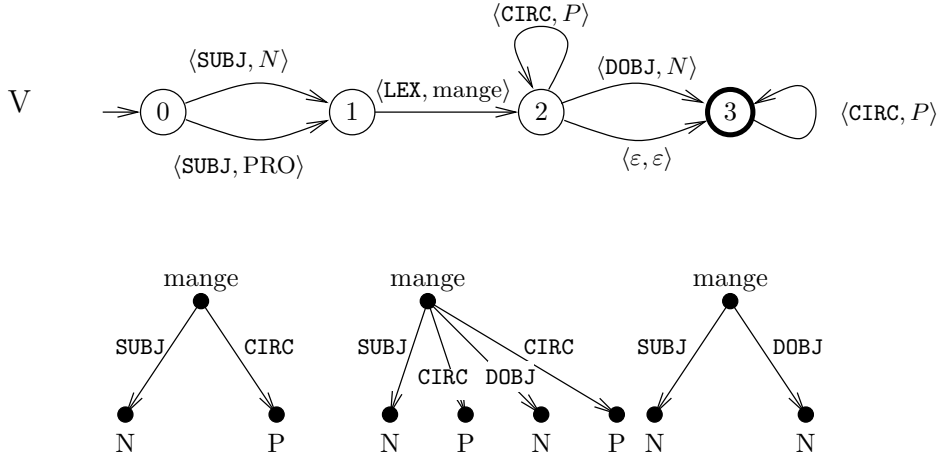 ⟨CIRC, P⟩
⟨SUBJ, N⟩ ⟨DOBJ, N⟩
V 0 1 ⟨LEX, mange⟩ 2 3 ⟨CIRC, P⟩
⟨SUBJ, PRO⟩ ⟨ε, ε⟩
mange mange mange
SUBJ CIRC SUBJ CIRC SUBJ DOBJ
CIRC DOBJ
N P N P N P N N